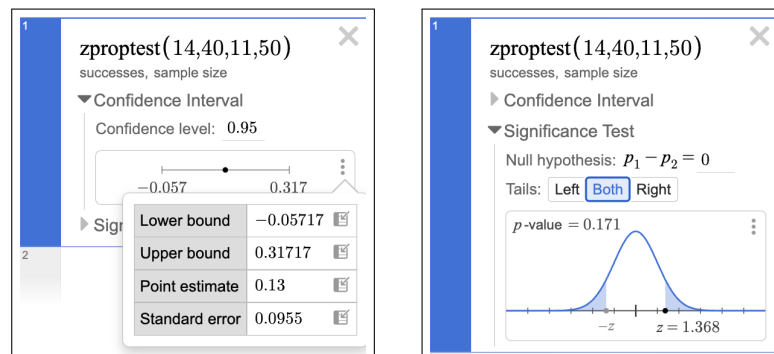 1
zproptest(14,40,11,50)
successes, sample size
Confidence Interval
Confidence level: 0.95
−0.057 0.317
Sigr
Lower bound −0.05717
Upper bound 0.31717
Point estimate 0.13
Standard error 0.0955
2
1
zproptest(14,40,11,50)
successes, sample size
Confidence Interval
Significance Test
Null hypothesis: p₁ − p₂ = 0
Tails: Left Both Right
p-value = 0.171
−z z = 1.368